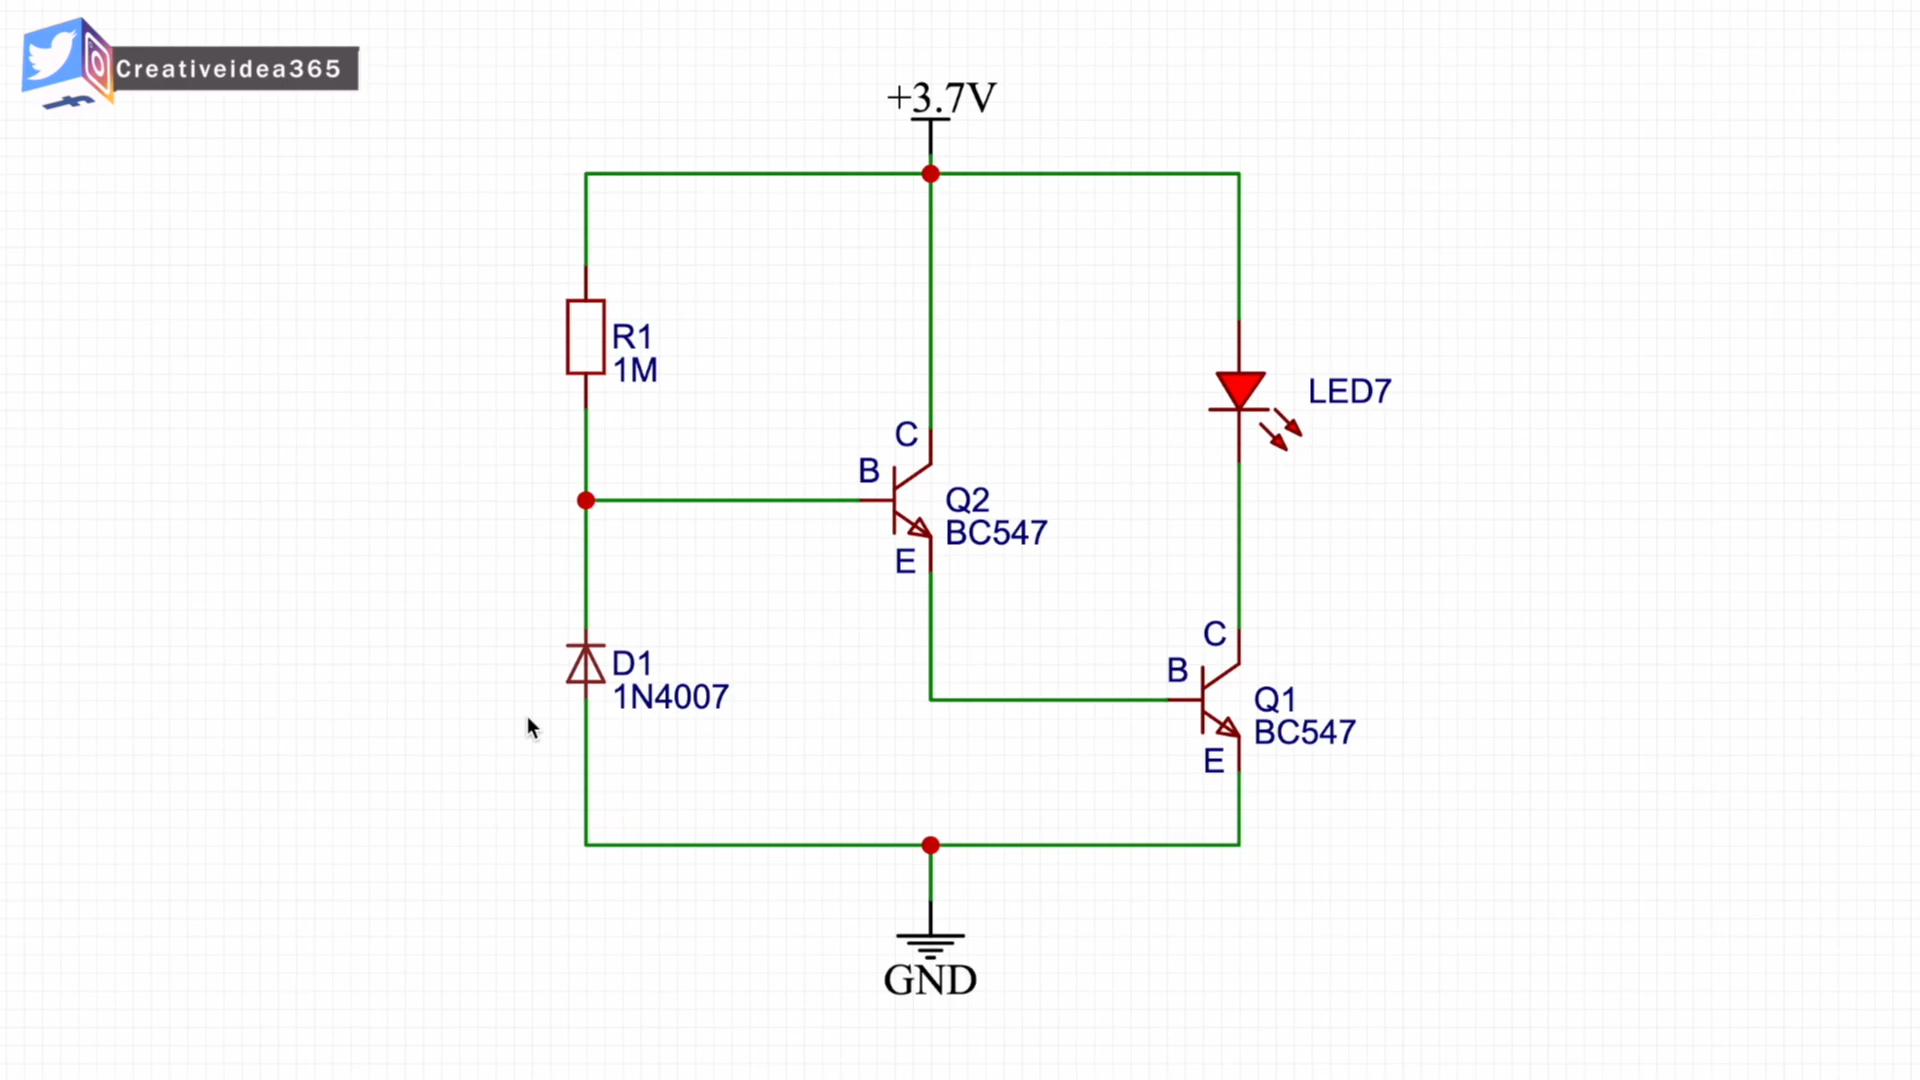 Creativeidea365
+3.7V
R1
1M
LED7
C
B
Q2
BC547
E
C
B
D1
1N4007
Q1
BC547
E
GND